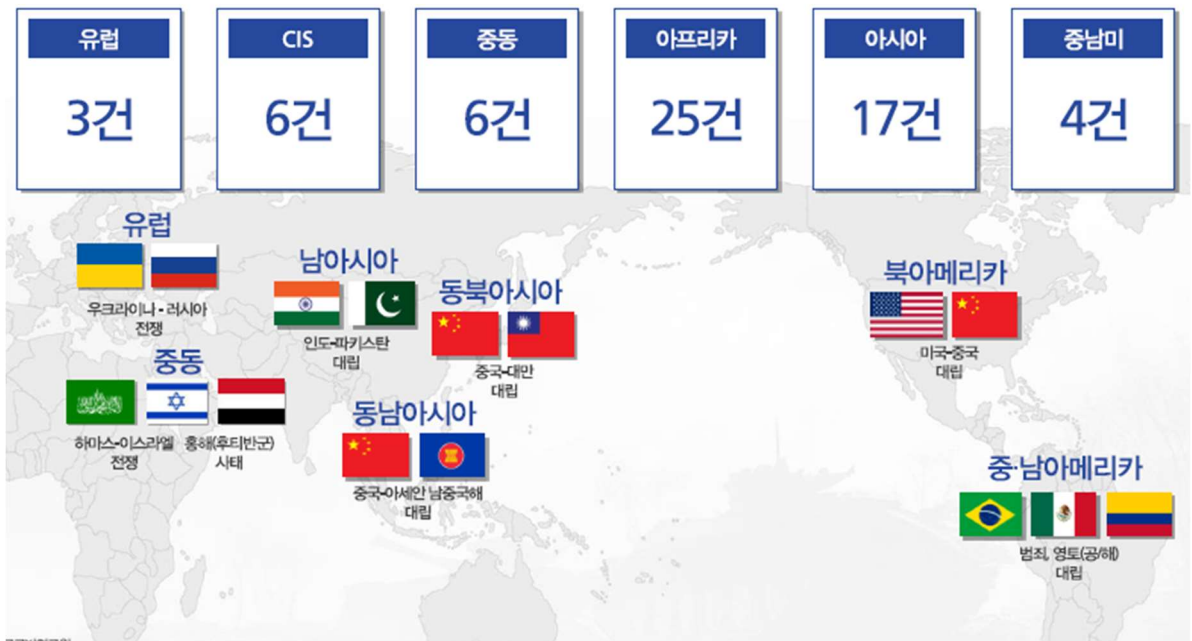 유럽
CIS
중동
아프리카
아시아
중남미
3건
6건
6건
25건
17건
4건
유럽
우크라이나 - 러시아
전쟁
남아시아
인도-파키스탄
대립
동북아시아
중국-대만
대립
북아메리카
미국-중국
대립
중동
하마스-이스라엘
전쟁
홍해(후티반군)
사태
동남아시아
중국-아세안 남중국해
대립
중·남아메리카
범죄, 영토(공/해)
대립